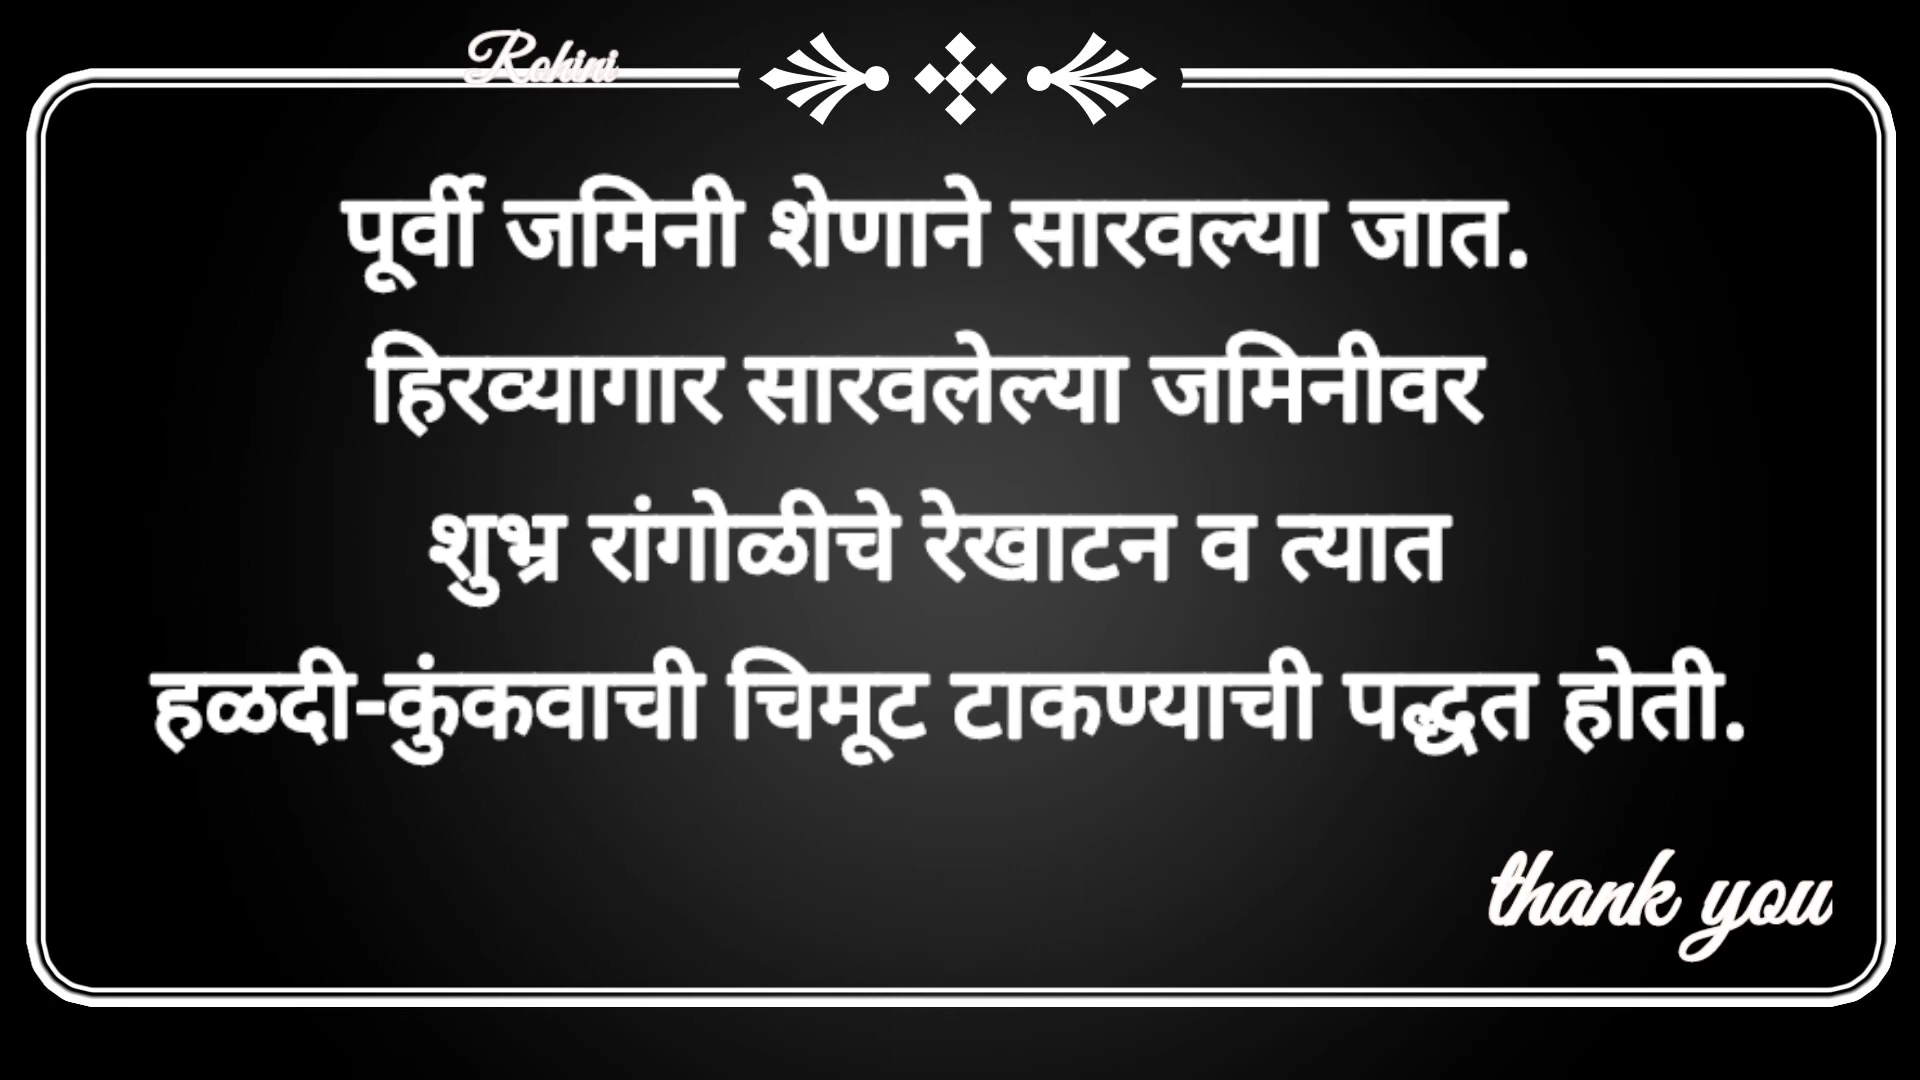 Rohini
पूर्वी जमिनी शेणाने सारवल्या जात.
हिरव्यागार सारवलेल्या जमिनीवर
शुभ्र रांगोळीचे रेखाटन व त्यात
हळदी-कुंकवाची चिमूट टाकण्याची पद्धत होती.
thank you